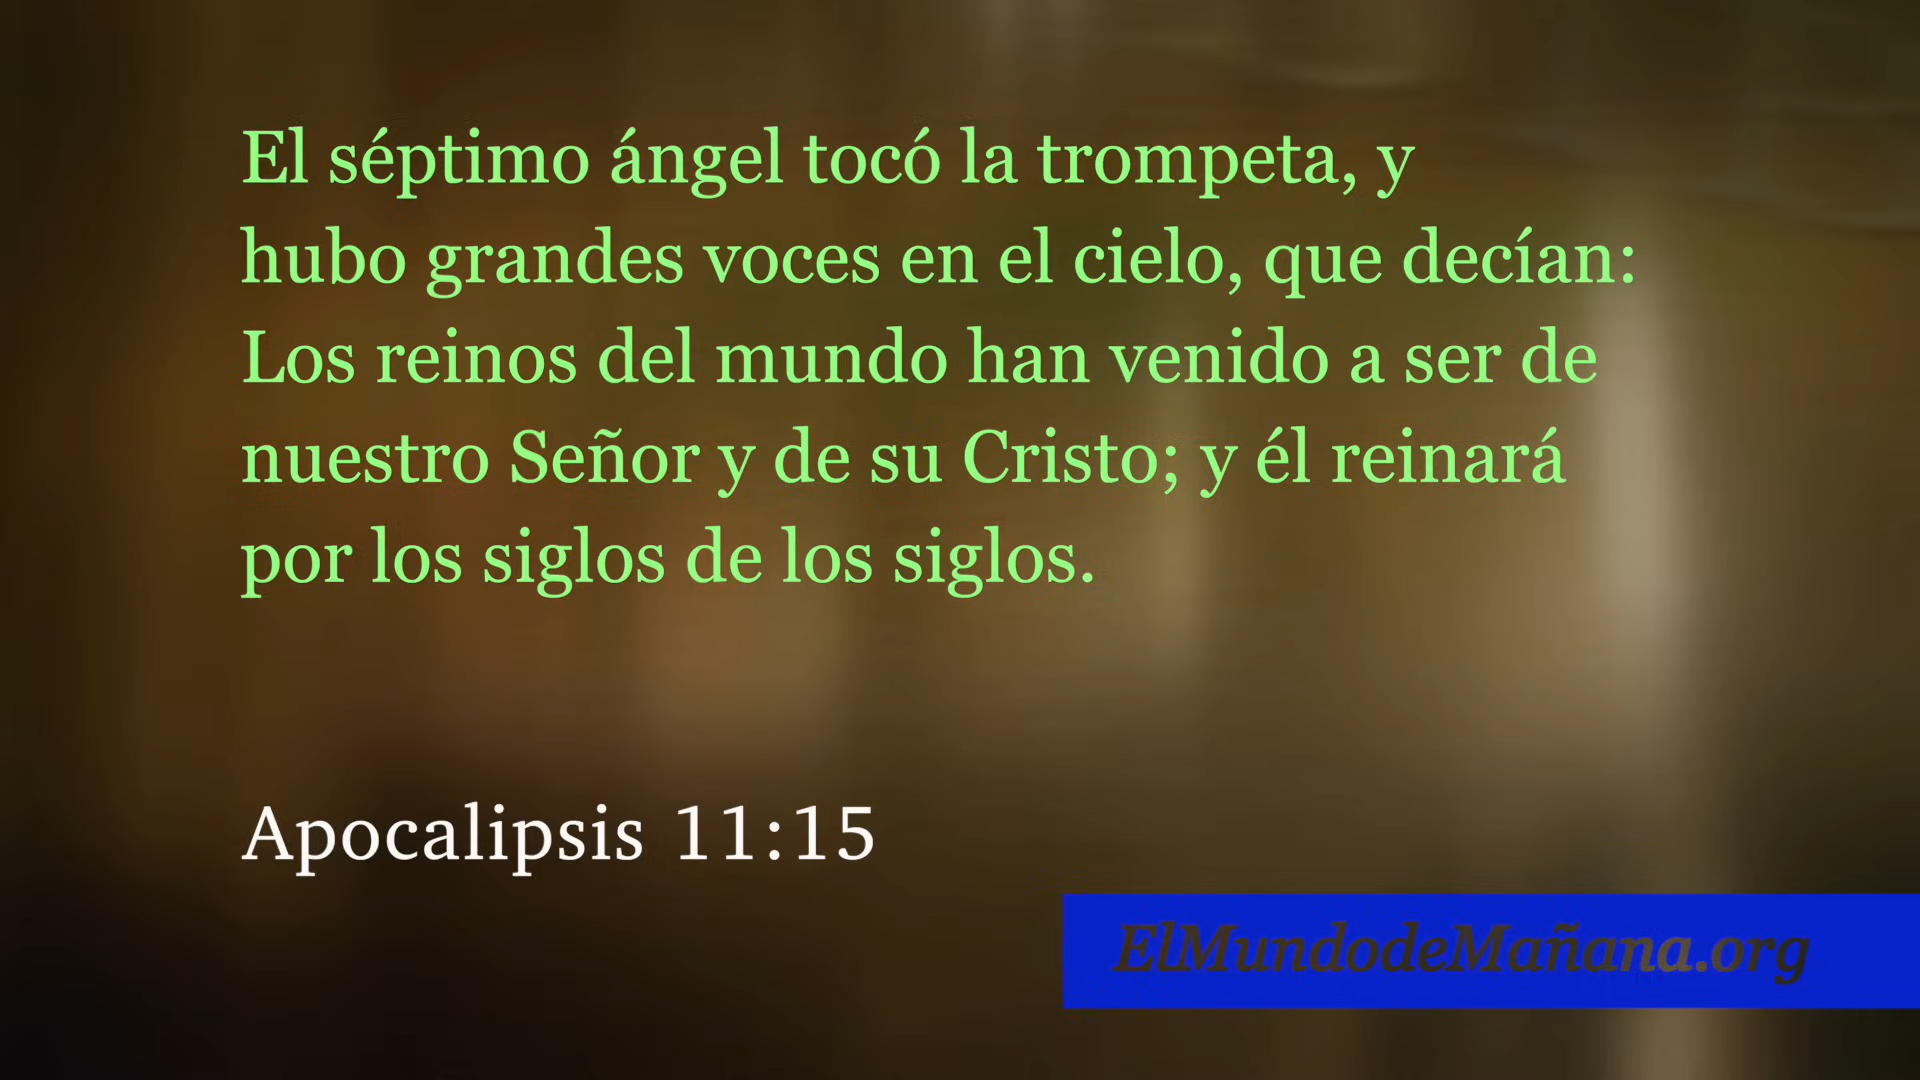 El séptimo ángel tocó la trompeta, y
hubo grandes voces en el cielo, que decían:
Los reinos del mundo han venido a ser de
nuestro Señor y de su Cristo; y él reinará
por los siglos de los siglos.
Apocalipsis 11:15
ElMundodeMañana.org